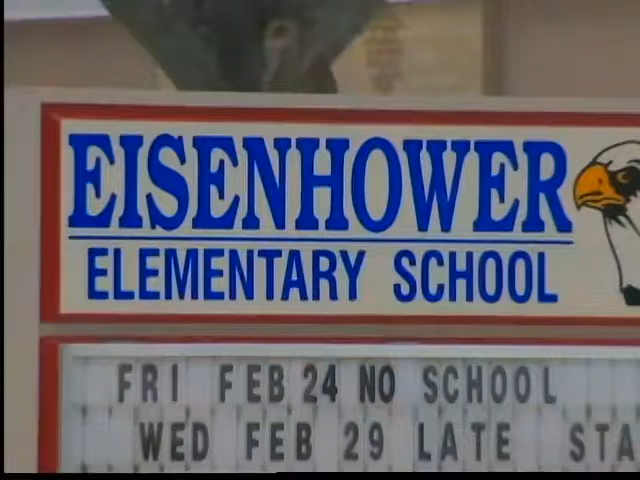 EISENHOWER
ELEMENTARY SCHOOL
FRI FEB 24 NO SCHOOL
WED FEB 29 LATE STA